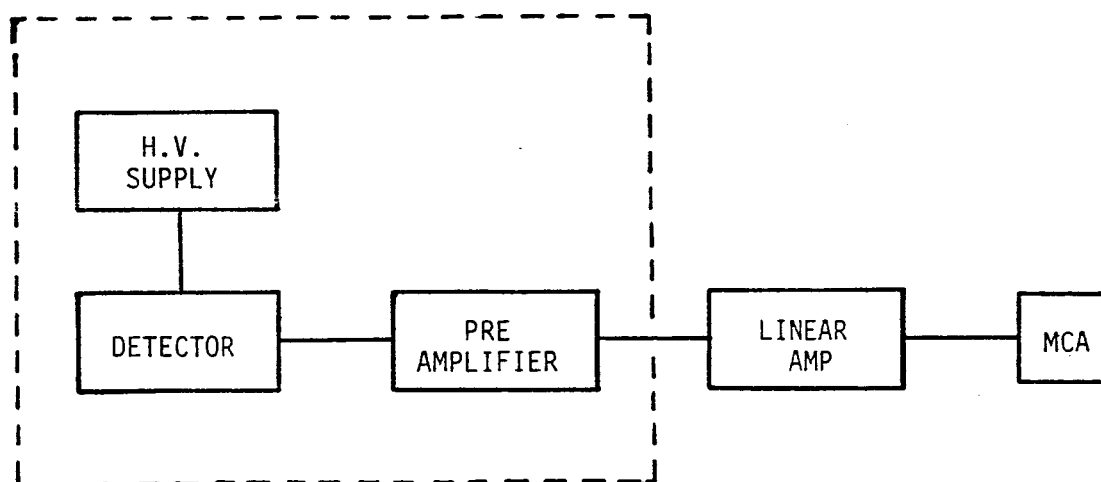 H.V.
SUPPLY
DETECTOR
PRE
AMPLIFIER
LINEAR
AMP
MCA